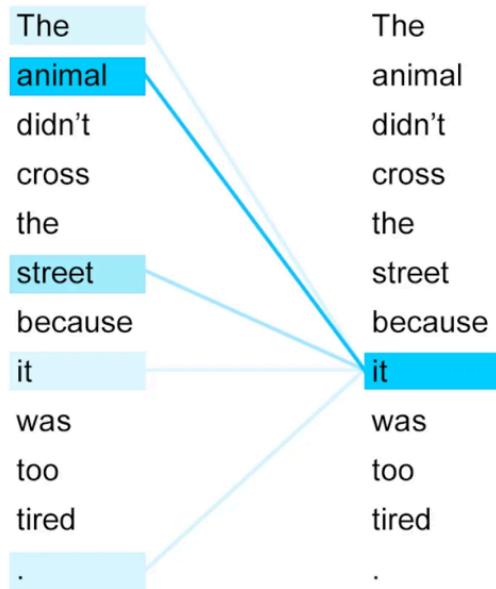 The The
animal animal
didn't didn't
cross cross
the the
street street
because because
it it
was was
too too
tired tired
. .